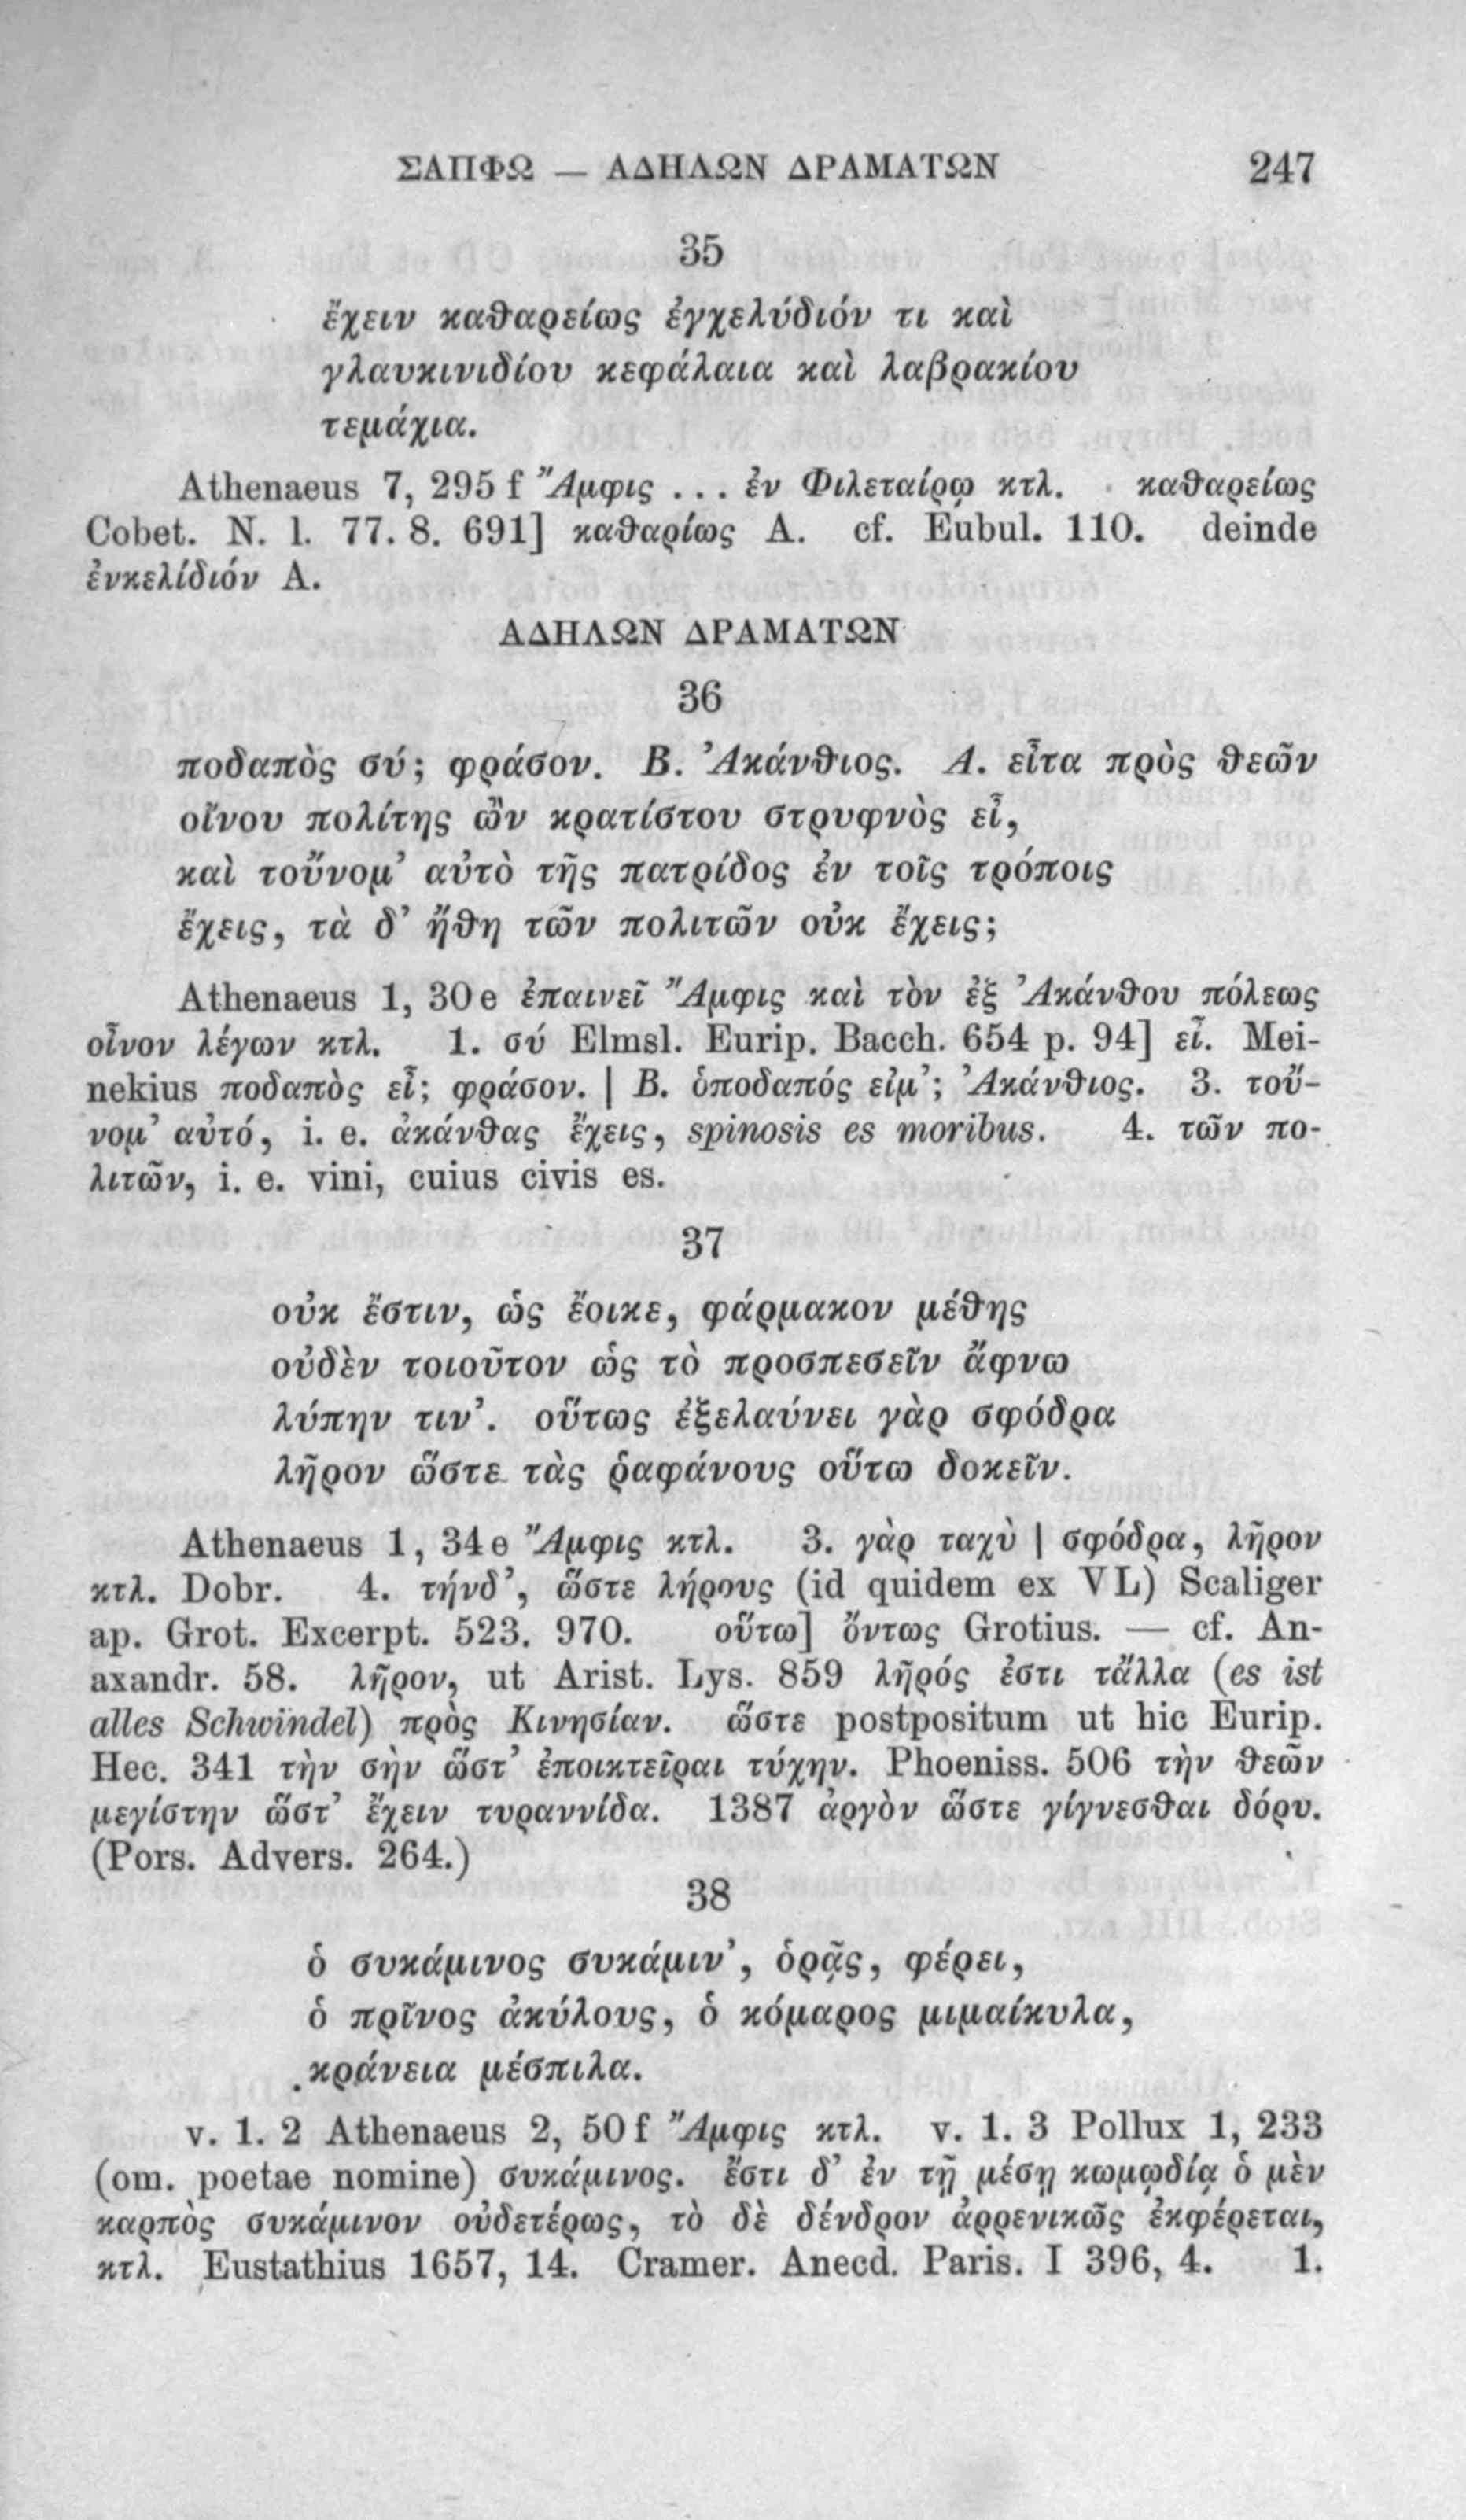 ΣΑΠΦΩ — ΑΔΗΛΩΝ ΔΡΑΜΑΤΩΝ 247
35
ἔχειν καθαρείως ἐγχελύδιόν τι καὶ
γλαυκινιδίου κεφάλαια καὶ λαβρακίου
τεμάχια.
Athenaeus 7, 295 f Ἄμφις ... ἐν Φιλεταίρῳ κτλ. καθαρείως
Cobet. N. l. 77. 8. 691] καθαρίως A. cf. Eubul. 110. deinde
ἐνκελίδιόν A.
ΑΔΗΛΩΝ ΔΡΑΜΑΤΩΝ
36
ποδαπὸς σύ; φράσον. Β. Ἀκάνθιος. Α. εἶτα πρὸς θεῶν
οἴνου πολίτης ὢν κρατίστου στρυφνὸς εἶ,
καὶ τοὔνομ’ αὐτὸ τῆς πατρίδος ἐν τοῖς τρόποις
ἔχεις, τὰ δ’ ἤθη τῶν πολιτῶν οὐκ ἔχεις;
Athenaeus 1, 30 e ἐπαινεῖ Ἄμφις καὶ τὸν ἐξ Ἀκάνθου πόλεως
οἶνον λέγων κτλ. 1. σύ Elmsl. Eurip. Bacch. 654 p. 94] εἶ. Mei-
nekius ποδαπὸς εἶ; φράσον. | Β. ὁποδαπός εἰμ’; Ἀκάνθιος. 3. τοὔ-
νομ’ αὐτό, i. e. ἀκάνθας ἔχεις, spinosis es moribus. 4. τῶν πο-
λιτῶν, i. e. vini, cuius civis es.
37
οὐκ ἔστιν, ὡς ἔοικε, φάρμακον μέθης
οὐδὲν τοιοῦτον ὡς τὸ προσπεσεῖν ἄφνω
λύπην τιν’. οὕτως ἐξελαύνει γὰρ σφόδρα
λῆρον ὥστε τὰς ῥαφάνους οὕτω δοκεῖν.
Athenaeus 1, 34 e Ἄμφις κτλ. 3. γὰρ ταχὺ | σφόδρα, λῆρον
κτλ. Dobr. 4. τήνδ’, ὥστε λήρους (id quidem ex VL) Scaliger
ap. Grot. Excerpt. 523. 970. οὕτω] ὄντως Grotius. — cf. An-
axandr. 58. λῆρον, ut Arist. Lys. 859 λῆρός ἐστι τἄλλα (es ist
alles Schwindel) πρὸς Κινησίαν. ὥστε postpositum ut hic Eurip.
Hec. 341 τὴν σὴν ὥστ’ ἐποικτεῖραι τύχην. Phoeniss. 506 τὴν θεῶν
μεγίστην ὥστ’ ἔχειν τυραννίδα. 1387 ἀργὸν ὥστε γίγνεσθαι δόρυ.
(Pors. Advers. 264.)
38
ὁ συκάμινος συκάμιν’, ὁρᾷς, φέρει,
ὁ πρῖνος ἀκύλους, ὁ κόμαρος μιμαίκυλα,
κράνεια μέσπιλα.
v. 1. 2 Athenaeus 2, 50 f Ἄμφις κτλ. v. 1. 3 Pollux 1, 233
(om. poetae nomine) συκάμινος. ἔστι δ’ ἐν τῇ μέσῃ κωμῳδίᾳ ὁ μὲν
καρπὸς συκάμινον οὐδετέρως, τὸ δὲ δένδρον ἀρρενικῶς ἐκφέρεται,
κτλ. Eustathius 1657, 14. Cramer. Anecd. Paris. I 396, 4. 1.